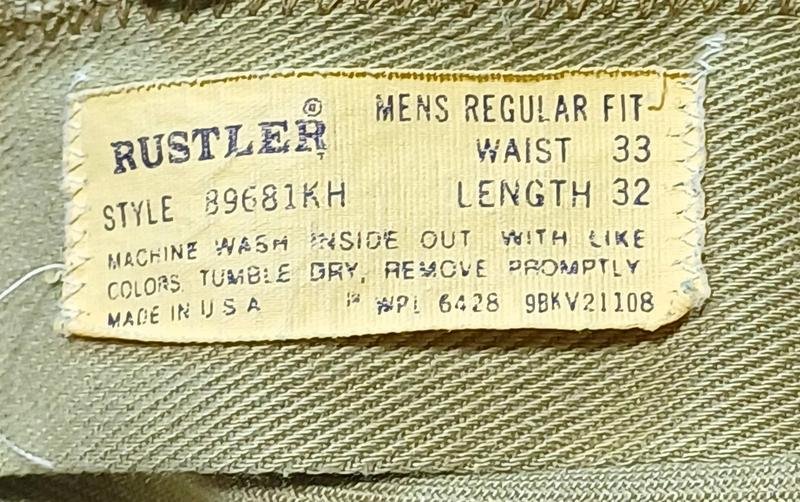 RUSTLER®
MENS REGULAR FIT
WAIST 33
STYLE 89681KH
LENGTH 32
MACHINE WASH INSIDE OUT WITH LIKE
COLORS. TUMBLE DRY, REMOVE PROMPTLY
MADE IN U S A WPL 6428 9BKV21108